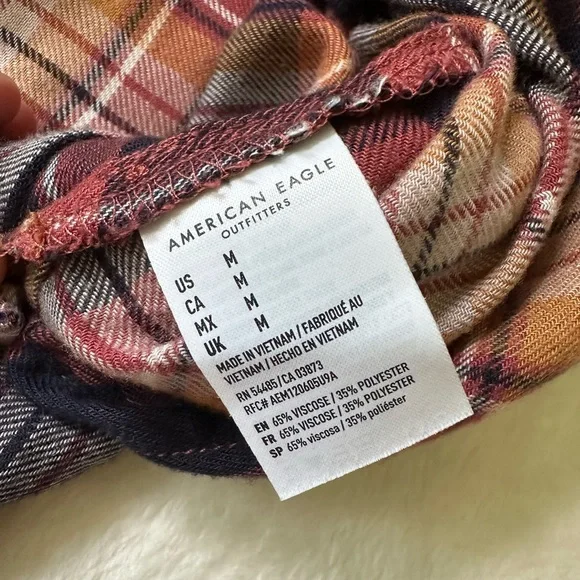 AMERICAN EAGLE
OUTFITTERS
US M
CA M
MX M
UK M
MADE IN VIETNAM / FABRIQUÉ AU
VIETNAM / HECHO EN VIETNAM
RN 54485 / CA 03873
RFC# AEM120605U9A
EN 65% VISCOSE / 35% POLYESTER
FR 65% VISCOSE / 35% POLYESTER
SP 65% viscosa / 35% poliéster